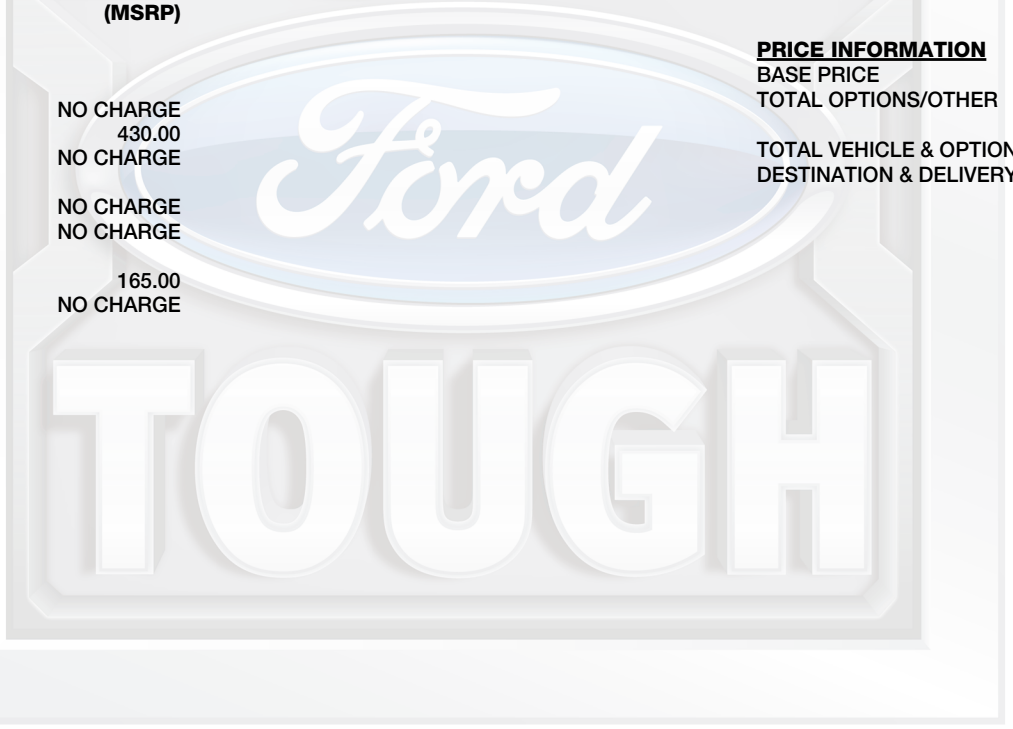 (MSRP)
NO CHARGE
430.00
NO CHARGE
NO CHARGE
NO CHARGE
165.00
NO CHARGE
PRICE INFORMATION
BASE PRICE
TOTAL OPTIONS/OTHER
TOTAL VEHICLE & OPTION
DESTINATION & DELIVERY
Ford
TOUGH